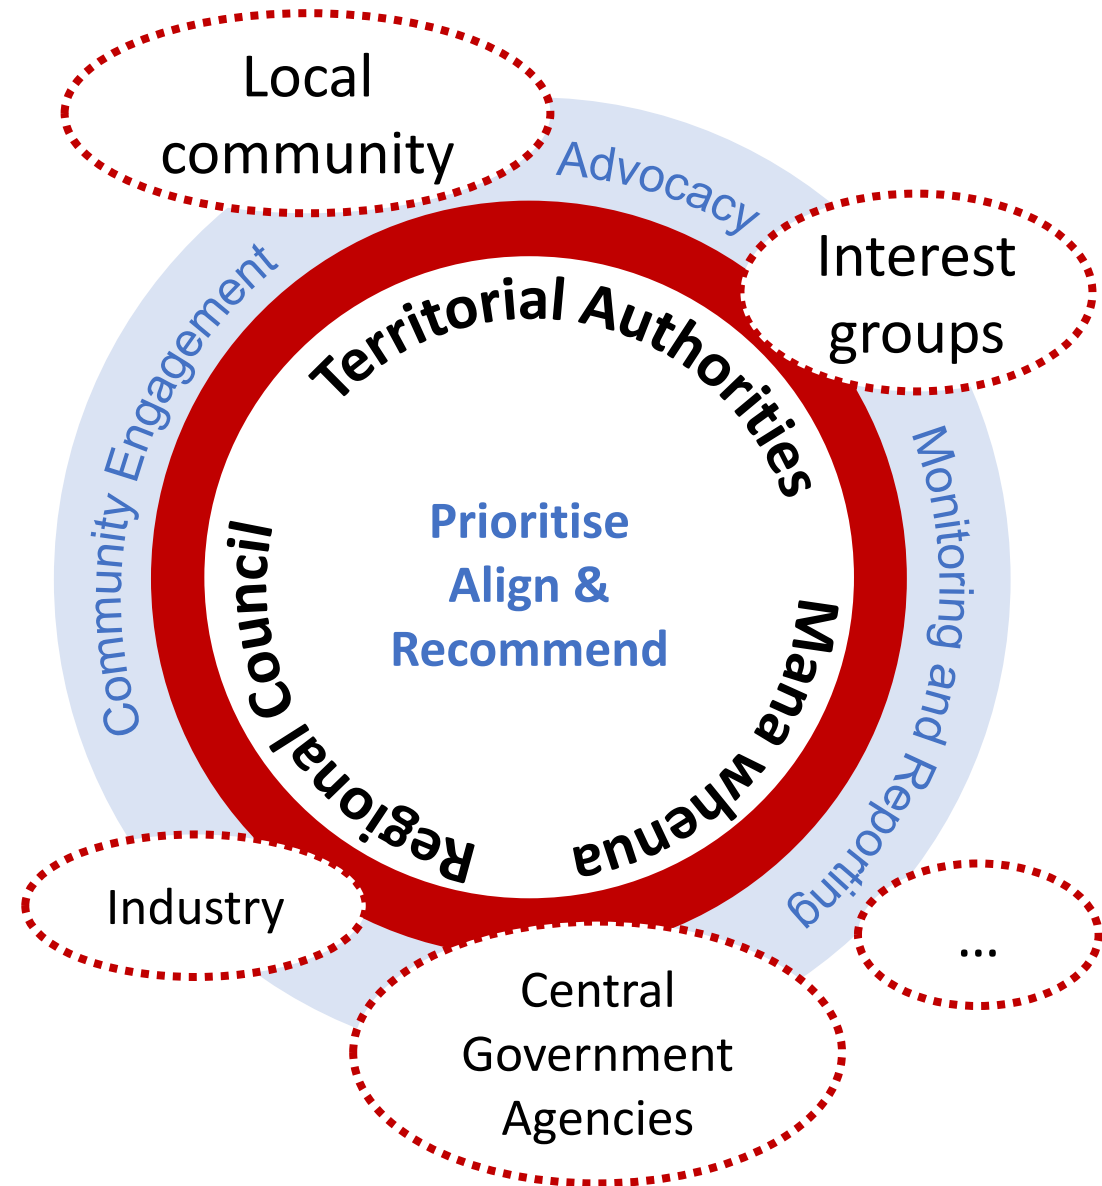 Local
community
Advocacy
Interest
groups
Community Engagement
Territorial Authorities
Monitoring and Reporting
Prioritise
Align &
Recommend
Regional Council
Mana whenua
Industry
...
Central
Government
Agencies